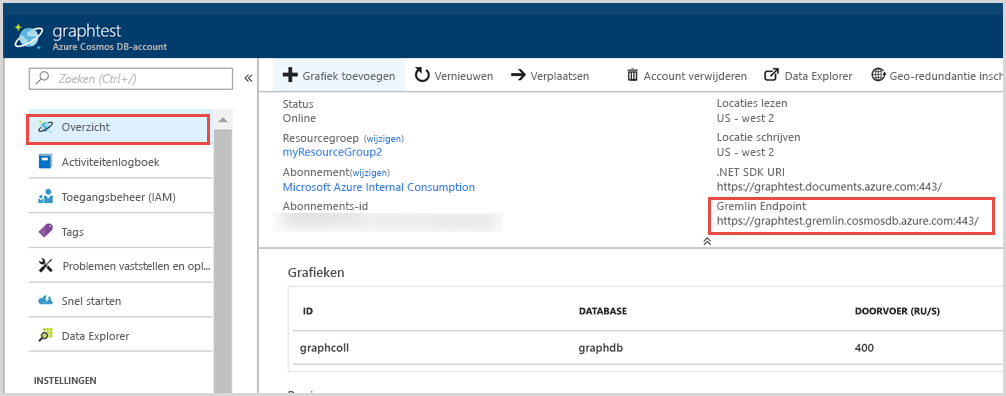 graphtest
Azure Cosmos DB-account
Zoeken (Ctrl+/)
«
Overzicht
Activiteitenlogboek
Toegangsbeheer (IAM)
Tags
Problemen vaststellen en opl...
Snel starten
Data Explorer
INSTELLINGEN
Grafiek toevoegen
Vernieuwen
Verplaatsen
Account verwijderen
Data Explorer
Geo-redundantie insch
Status
Online
Resourcegroep (wijzigen)
myResourceGroup2
Abonnement(wijzigen)
Microsoft Azure Internal Consumption
Abonnements-id
Locaties lezen
US - west 2
Locatie schrijven
US - west 2
.NET SDK URI
https://graphtest.documents.azure.com:443/
Gremlin Endpoint
https://graphtest.gremlin.cosmosdb.azure.com:443/
Grafieken
ID DATABASE DOORVOER (RU/S)
graphcoll graphdb 400